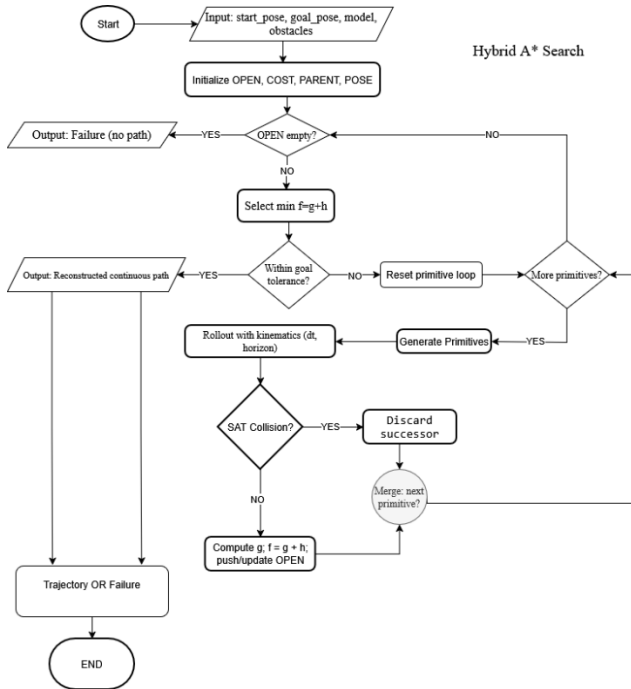 Start
Input: start_pose, goal_pose, model,
obstacles
Hybrid A* Search
Initialize OPEN, COST, PARENT, POSE
Output: Failure (no path)
YES
OPEN empty?
NO
NO
Select min f=g+h
Output: Reconstructed continuous path
YES
Within goal
tolerance?
NO
Reset primitive loop
More primitives?
Rollout with kinematics (dt,
horizon)
Generate Primitives
YES
SAT Collision?
YES
Discard
successor
NO
Merge: next
primitive?
Compute g; f = g + h;
push/update OPEN
Trajectory OR Failure
END